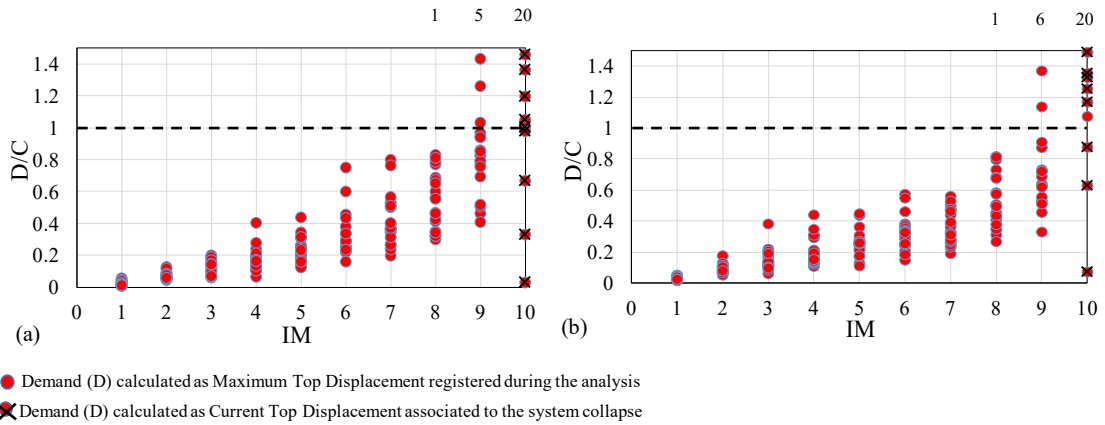 1 5 20
1 6 20
1.4
1.2
1
0.8
0.6
0.4
0.2
0
D/C
0 1 2 3 4 5 6 7 8 9 10
IM
(a)
1.4
1.2
1
0.8
0.6
0.4
0.2
0
D/C
0 1 2 3 4 5 6 7 8 9 10
IM
(b)
Demand (D) calculated as Maximum Top Displacement registered during the analysis
Demand (D) calculated as Current Top Displacement associated to the system collapse